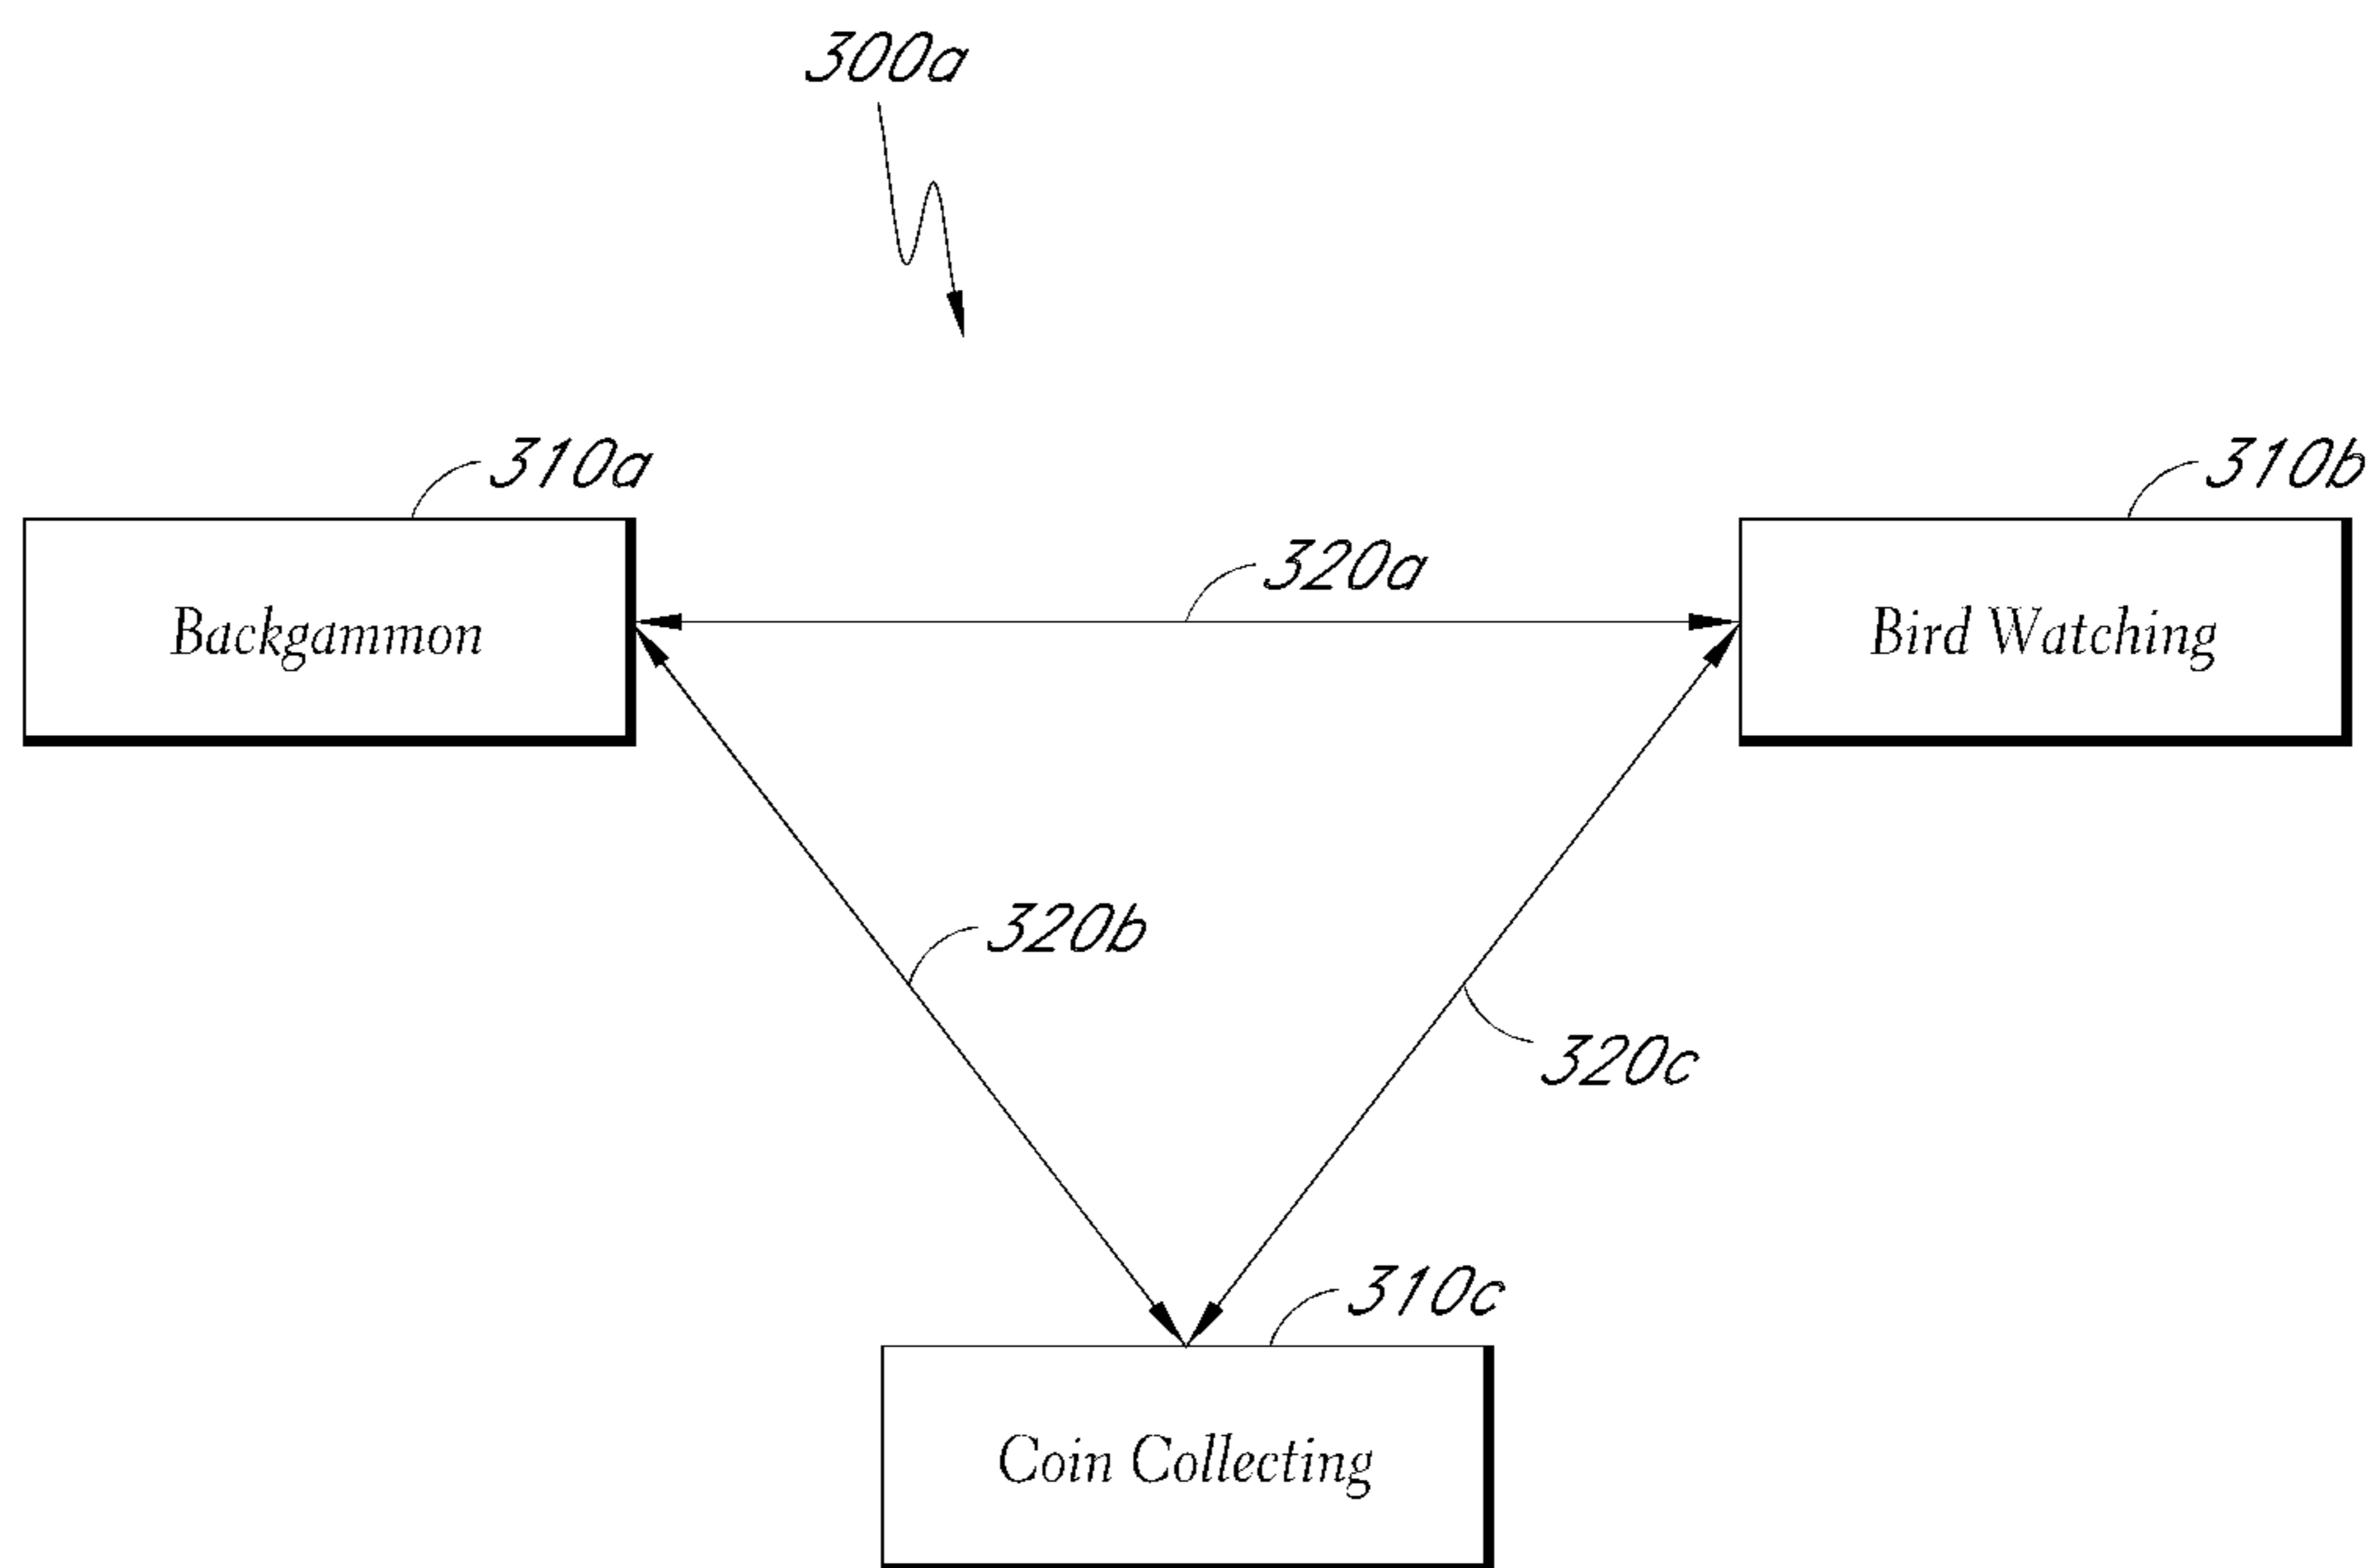 300a
310a
310b
320a
Backgammon
Bird Watching
320b
320c
310c
Coin Collecting